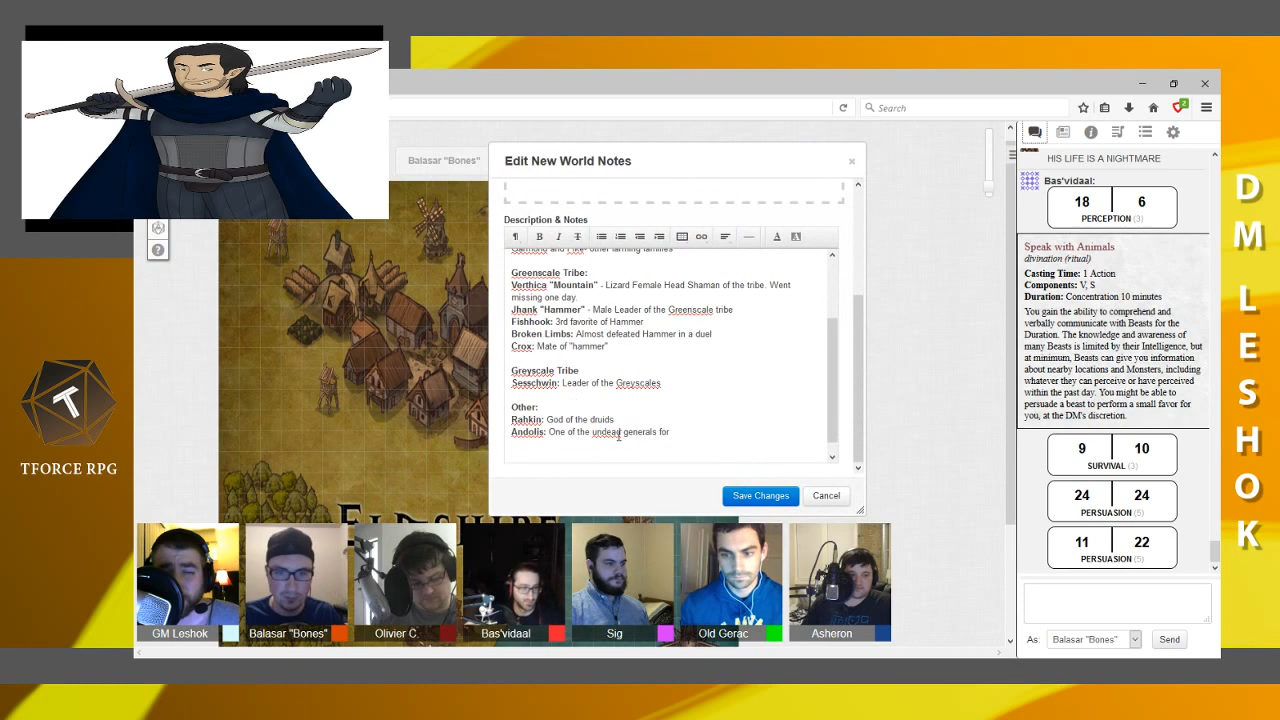 Search
2
Balasar "Bones"
Edit New World Notes
×
Description & Notes
Garmond and Pike- other farming families
Greenscale Tribe:
Verthica "Mountain" - Lizard Female Head Shaman of the tribe. Went
missing one day.
Jhank "Hammer" - Male Leader of the Greenscale tribe
Fishhook: 3rd favorite of Hammer
Broken Limbs: Almost defeated Hammer in a duel
Crox: Mate of "hammer"
Greyscale Tribe
Sesschwin: Leader of the Greyscales
Other:
Rahkin: God of the druids
Andolis: One of the undead generals for
Save Changes
Cancel
HIS LIFE IS A NIGHTMARE
Bas'vidaal:
18 6
PERCEPTION (3)
Speak with Animals
divination (ritual)
Casting Time: 1 Action
Components: V, S
Duration: Concentration 10 minutes
You gain the ability to comprehend and
verbally communicate with Beasts for the
Duration. The knowledge and awareness of
many Beasts is limited by their Intelligence, but
at minimum, Beasts can give you information
about nearby locations and Monsters, including
whatever they can perceive or have perceived
within the past day. You might be able to
persuade a beast to perform a small favor for
you, at the DM's discretion.
9 10
SURVIVAL (3)
24 24
PERSUASION (5)
11 22
PERSUASION (5)
As:
Balasar "Bones"
Send
T
TFORCE RPG
DM LESHOK
GM Leshok
Balasar "Bones"
Olivier C.
Bas'vidaal
Sig
Old Gerac
Asheron